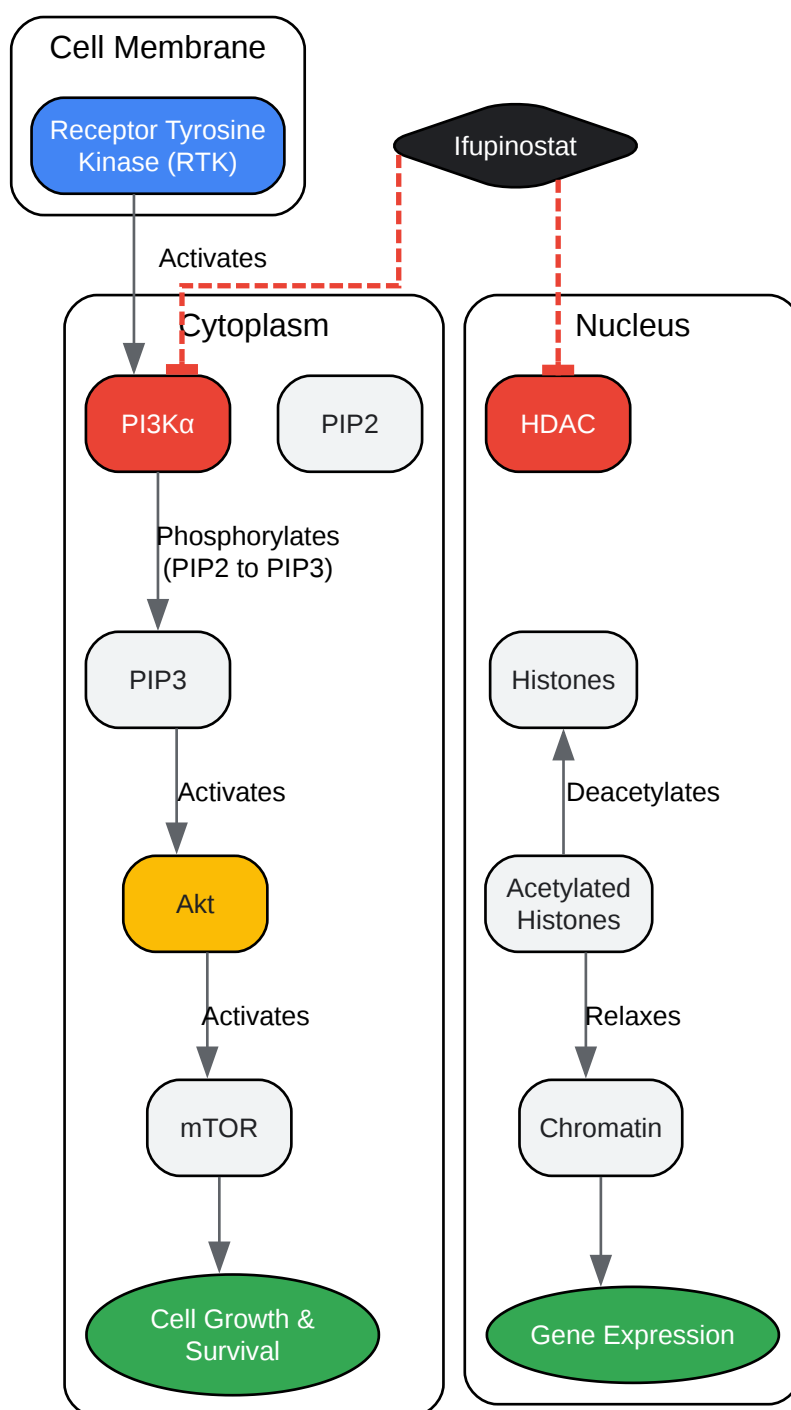 Cell Membrane
Receptor Tyrosine
Kinase (RTK)
Ifupinostat
Activates
Cytoplasm
Nucleus
PI3Kα
PIP2
HDAC
Phosphorylates
(PIP2 to PIP3)
PIP3
Histones
Activates
Deacetylates
Akt
Acetylated
Histones
Activates
Relaxes
mTOR
Chromatin
Cell Growth &
Survival
Gene Expression